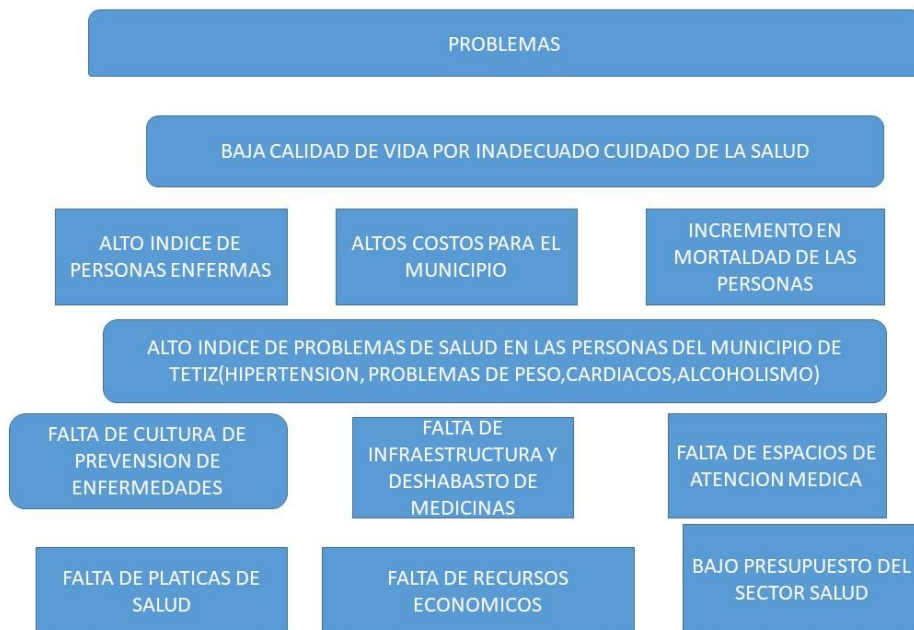 PROBLEMAS
BAJA CALIDAD DE VIDA POR INADECUADO CUIDADO DE LA SALUD
ALTO INDICE DE
PERSONAS ENFERMAS
ALTOS COSTOS PARA EL
MUNICIPIO
INCREMENTO EN
MORTALDAD DE LAS
PERSONAS
ALTO INDICE DE PROBLEMAS DE SALUD EN LAS PERSONAS DEL MUNICIPIO DE
TETIZ(HIPERTENSION, PROBLEMAS DE PESO,CARDIACOS,ALCOHOLISMO)
FALTA DE CULTURA DE
PREVENSION DE
ENFERMEDADES
FALTA DE
INFRAESTRUCTURA Y
DESHABASTO DE
MEDICINAS
FALTA DE ESPACIOS DE
ATENCION MEDICA
FALTA DE PLATICAS DE
SALUD
FALTA DE RECURSOS
ECONOMICOS
BAJO PRESUPUESTO DEL
SECTOR SALUD